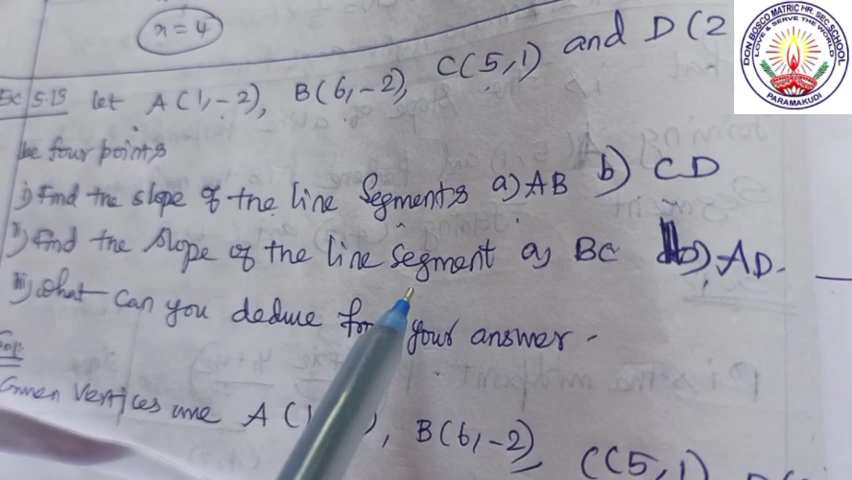 x = 4
Ex 5.13 let A(1,-2), B(6,-2), C(5,1) and D(2
be four points
i) Find the slope of the line segments a) AB b) CD
ii) Find the slope of the line segment a) BC b) AD.
iii) what can you deduce from your answer.
Given vertices are A(1 ), B(6,-2), C(5,1)
DON BOSCO MATRIC HR. SEC SCHOOL
LOVE & SERVE THE WORLD
PARAMAKUDI